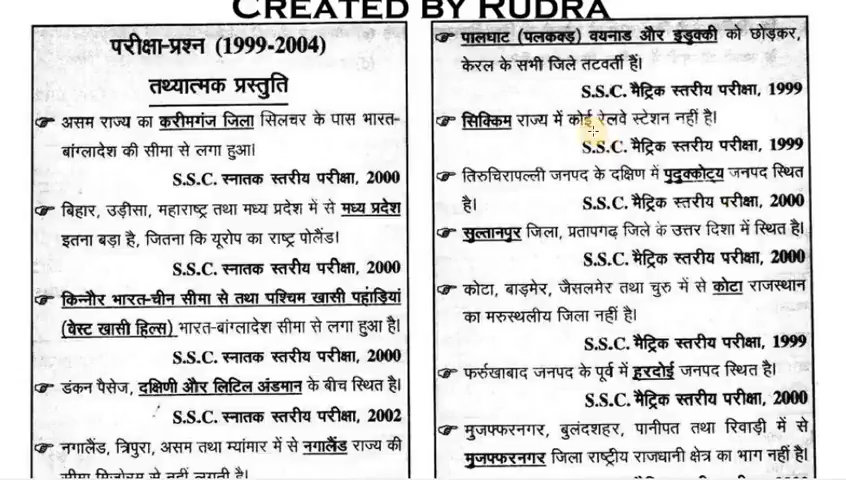 CREATED BY RUDRA
परीक्षा-प्रश्न (1999-2004)
तथ्यात्मक प्रस्तुति
☞ असम राज्य का करीमगंज जिला सिलचर के पास भारत-
बांग्लादेश की सीमा से लगा हुआ।
S.S.C. स्नातक स्तरीय परीक्षा, 2000
☞ बिहार, उड़ीसा, महाराष्ट्र तथा मध्य प्रदेश में से मध्य प्रदेश
इतना बड़ा है, जितना कि यूरोप का राष्ट्र पोलैंड।
S.S.C. स्नातक स्तरीय परीक्षा, 2000
☞ किन्नौर भारत-चीन सीमा से तथा पश्चिम खासी पहाड़ियां
(वेस्ट खासी हिल्स) भारत-बांग्लादेश सीमा से लगा हुआ है।
S.S.C. स्नातक स्तरीय परीक्षा, 2000
☞ डंकन पैसेज, दक्षिणी और लिटिल अंडमान के बीच स्थित है।
S.S.C. स्नातक स्तरीय परीक्षा, 2002
☞ नगालैंड, त्रिपुरा, असम तथा म्यांमार में से नगालैंड राज्य की
सीमा मिजोरम से नहीं लगती है।
☞ पालघाट (पलक्कड़) वयनाड और इडुक्की को छोड़कर,
केरल के सभी जिले तटवर्ती हैं।
S.S.C. मैट्रिक स्तरीय परीक्षा, 1999
☞ सिक्किम राज्य में कोई रेलवे स्टेशन नहीं है।
S.S.C. मैट्रिक स्तरीय परीक्षा, 1999
☞ तिरुचिरापल्ली जनपद के दक्षिण में पुदुक्कोट्य जनपद स्थित
है। S.S.C. मैट्रिक स्तरीय परीक्षा, 2000
☞ सुल्तानपुर जिला, प्रतापगढ़ जिले के उत्तर दिशा में स्थित है।
S.S.C. मैट्रिक स्तरीय परीक्षा, 2000
☞ कोटा, बाड़मेर, जैसलमेर तथा चुरु में से कोटा राजस्थान
का मरुस्थलीय जिला नहीं है।
S.S.C. मैट्रिक स्तरीय परीक्षा, 1999
☞ फर्रुखाबाद जनपद के पूर्व में हरदोई जनपद स्थित है।
S.S.C. मैट्रिक स्तरीय परीक्षा, 2000
☞ मुजफ्फरनगर, बुलंदशहर, पानीपत तथा रिवाड़ी में से
मुजफ्फरनगर जिला राष्ट्रीय राजधानी क्षेत्र का भाग नहीं है।